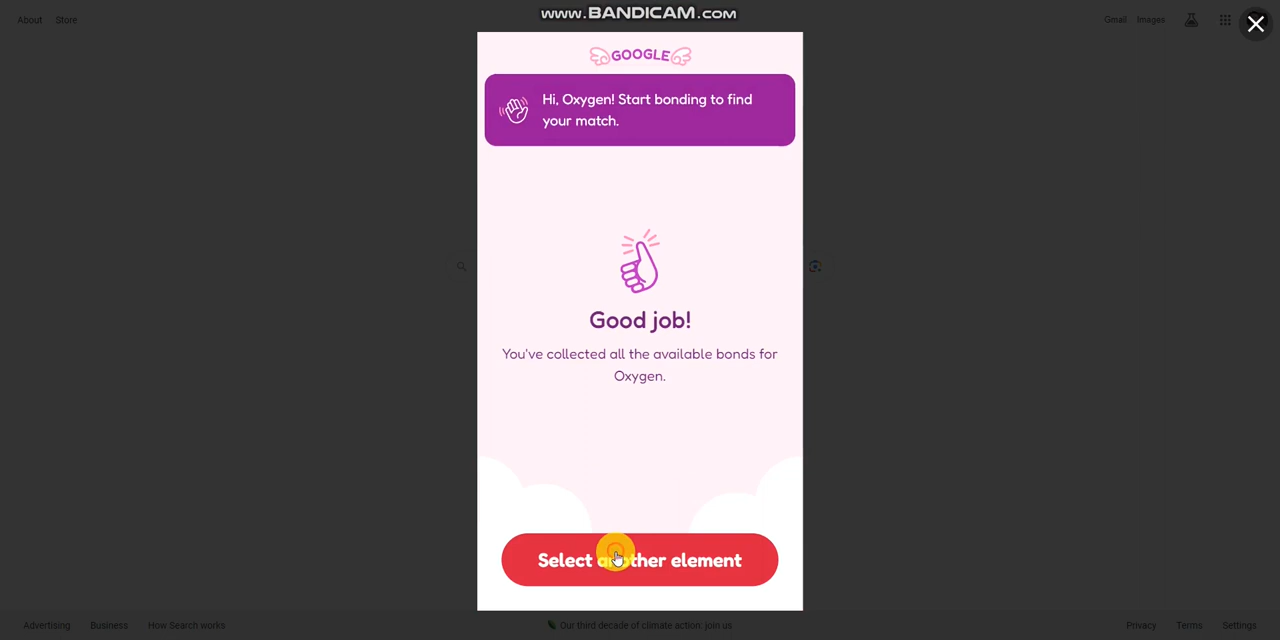 www.BANDICAM.com
About Store
Gmail Images
GOOGLE
Hi, Oxygen! Start bonding to find
your match.
Good job!
You've collected all the available bonds for
Oxygen.
Select another element
Advertising Business How Search works
Our third decade of climate action: join us
Privacy Terms Settings